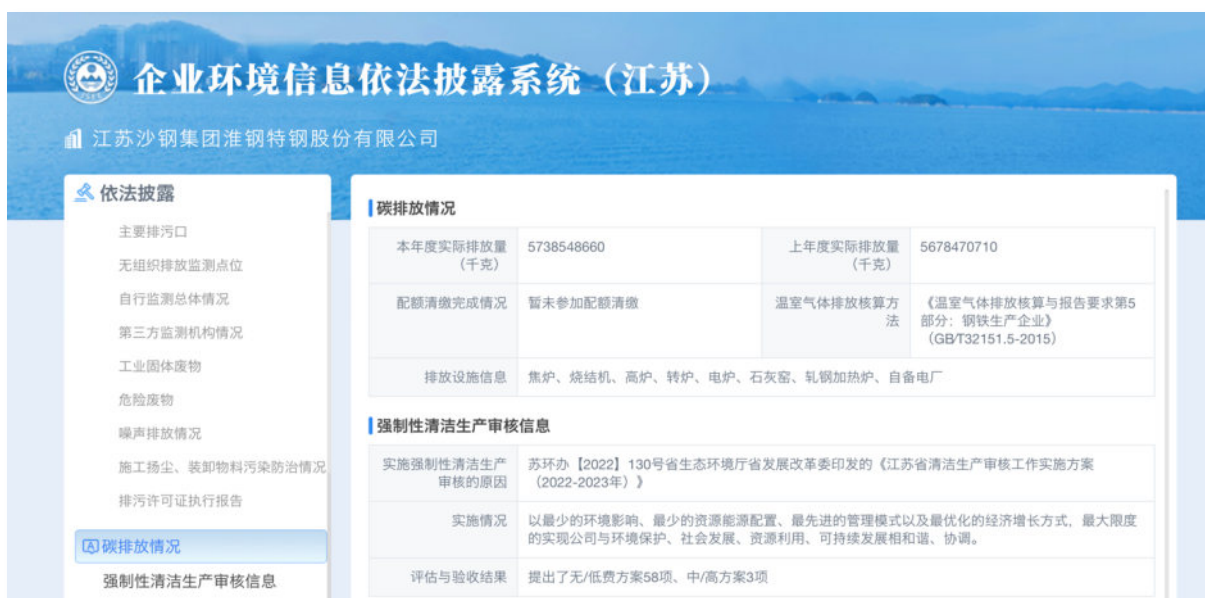 企业环境信息依法披露系统（江苏）
江苏沙钢集团淮钢特钢股份有限公司
依法披露
主要排污口
无组织排放监测点位
自行监测总体情况
第三方监测机构情况
工业固体废物
危险废物
噪声排放情况
施工扬尘、装卸物料污染防治情况
排污许可证执行报告
碳排放情况
强制性清洁生产审核信息
碳排放情况
本年度实际排放量
（千克）
5738548660
上年度实际排放量
（千克）
5678470710
配额清缴完成情况
暂未参加配额清缴
温室气体排放核算方
法
《温室气体排放核算与报告要求第5
部分：钢铁生产企业》
（GB/T32151.5-2015）
排放设施信息
焦炉、烧结机、高炉、转炉、电炉、石灰窑、轧钢加热炉、自备电厂
强制性清洁生产审核信息
实施强制性清洁生产
审核的原因
苏环办【2022】130号省生态环境厅省发展改革委印发的《江苏省清洁生产审核工作实施方案
（2022-2023年）》
实施情况
以最少的环境影响、最少的资源能源配置、最先进的管理模式以及最优化的经济增长方式，最大限度
的实现公司与环境保护、社会发展、资源利用、可持续发展相和谐、协调。
评估与验收结果
提出了无/低费方案58项、中/高方案3项